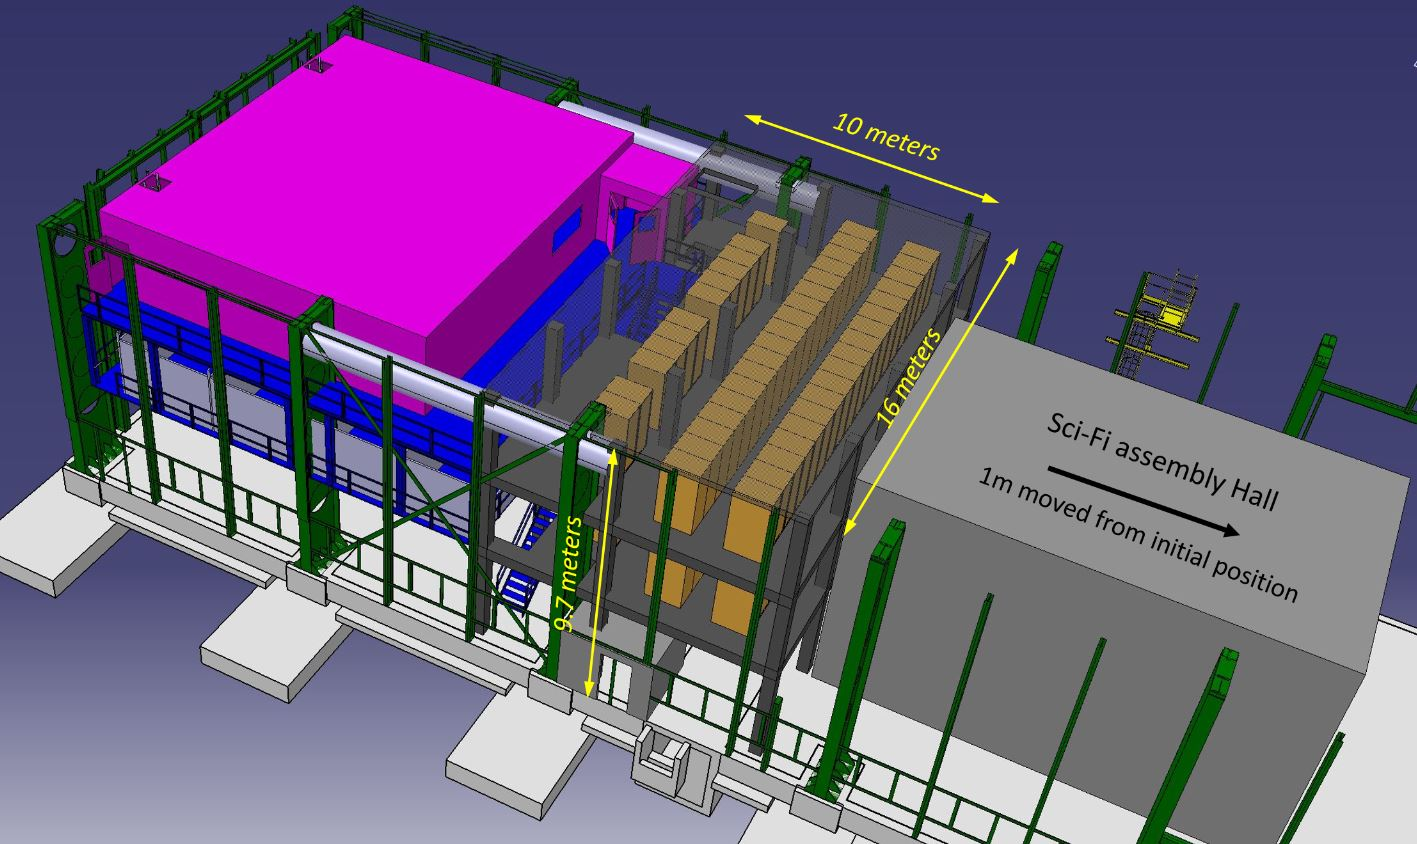 10 meters
16 meters
9.7 meters
Sci-Fi assembly Hall
1m moved from initial position